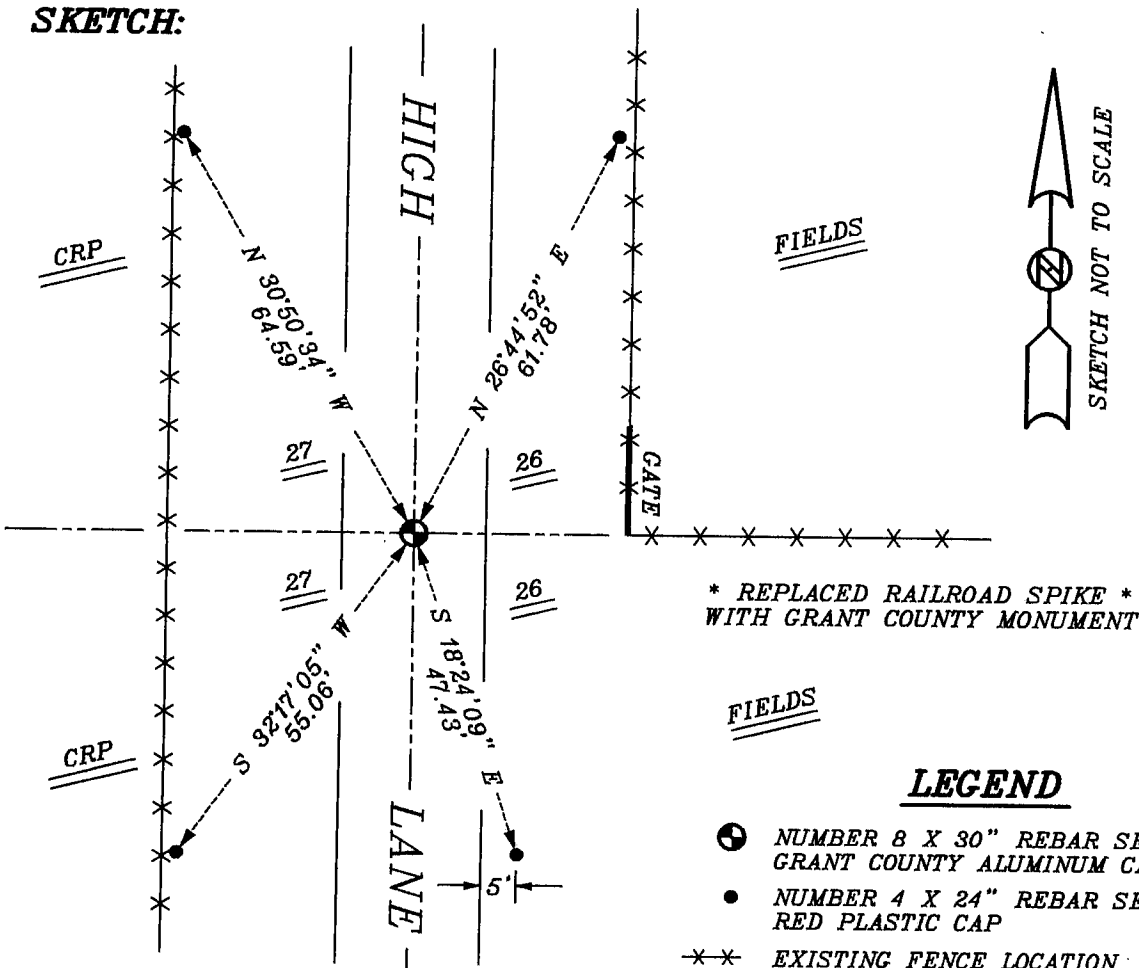 SKETCH:
HIGH
CRP
FIELDS
SKETCH NOT TO SCALE
N 30°50'34" W
64.59'
N 26°44'52" E
61.78'
27
26
GATE
27
26
* REPLACED RAILROAD SPIKE *
WITH GRANT COUNTY MONUMENT
S 32°17'05" W
55.06'
S 18°24'09" E
47.43'
FIELDS
CRP
LANE
5'
LEGEND
NUMBER 8 X 30" REBAR
GRANT COUNTY ALUMINUM
NUMBER 4 X 24" REBAR
RED PLASTIC CAP
EXISTING FENCE LOCATION